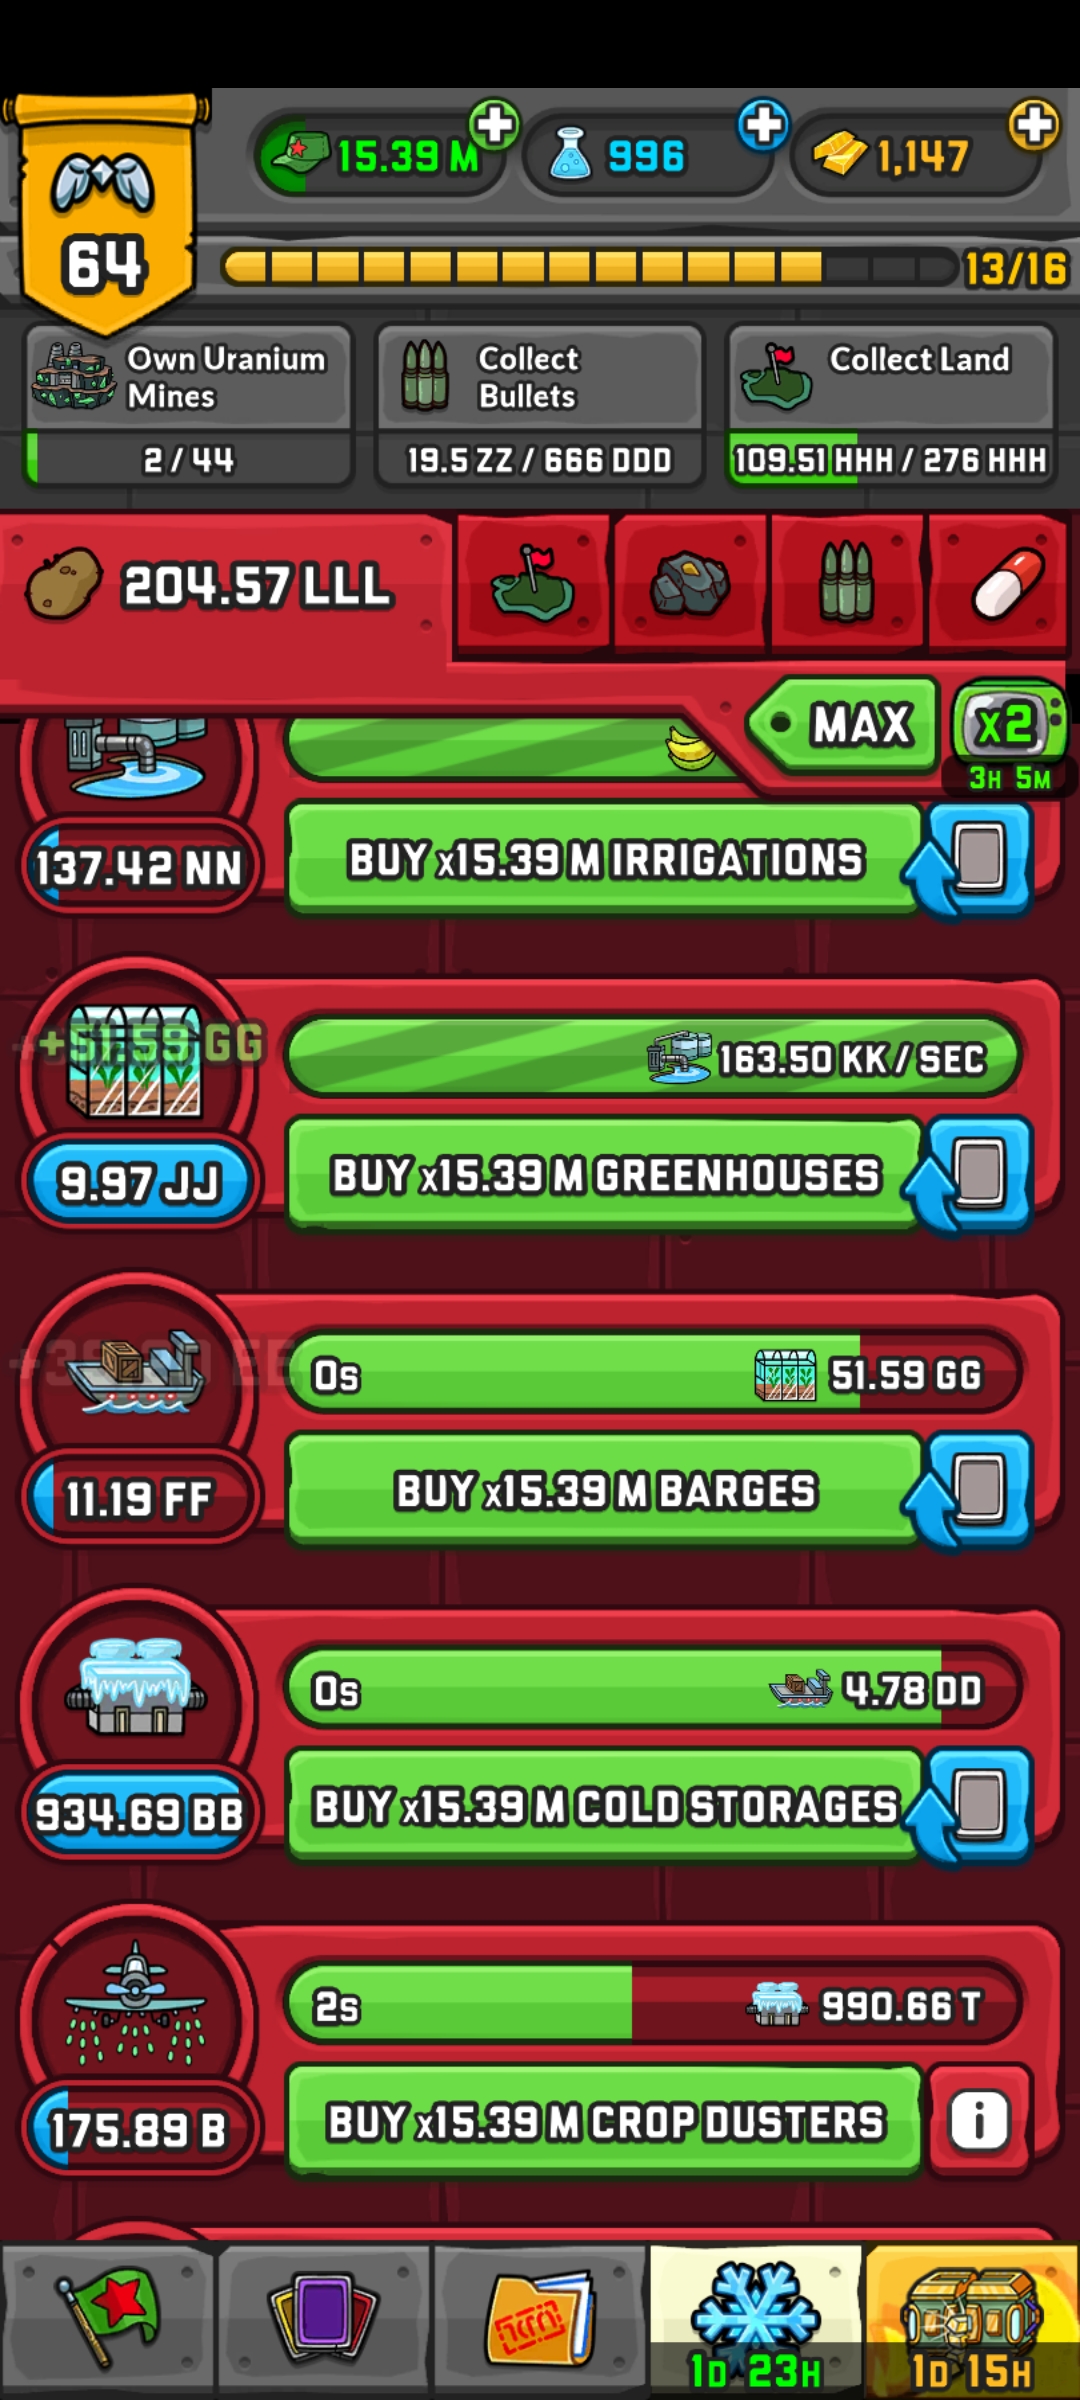 15.39 M
996
1,147
64
13/16
Own Uranium
Mines
2 / 44
Collect
Bullets
19.5 ZZ / 666 DDD
Collect Land
109.51 HHH / 276 HHH
204.57 LLL
MAX
x2
3H 5M
137.42 NN
BUY x15.39 M IRRIGATIONS
+51.59 GG
163.50 KK / SEC
9.97 JJ
BUY x15.39 M GREENHOUSES
0s
51.59 GG
11.19 FF
BUY x15.39 M BARGES
0s
4.78 DD
934.69 BB
BUY x15.39 M COLD STORAGES
2s
990.66 T
175.89 B
BUY x15.39 M CROP DUSTERS
i
1D 23H
1D 15H